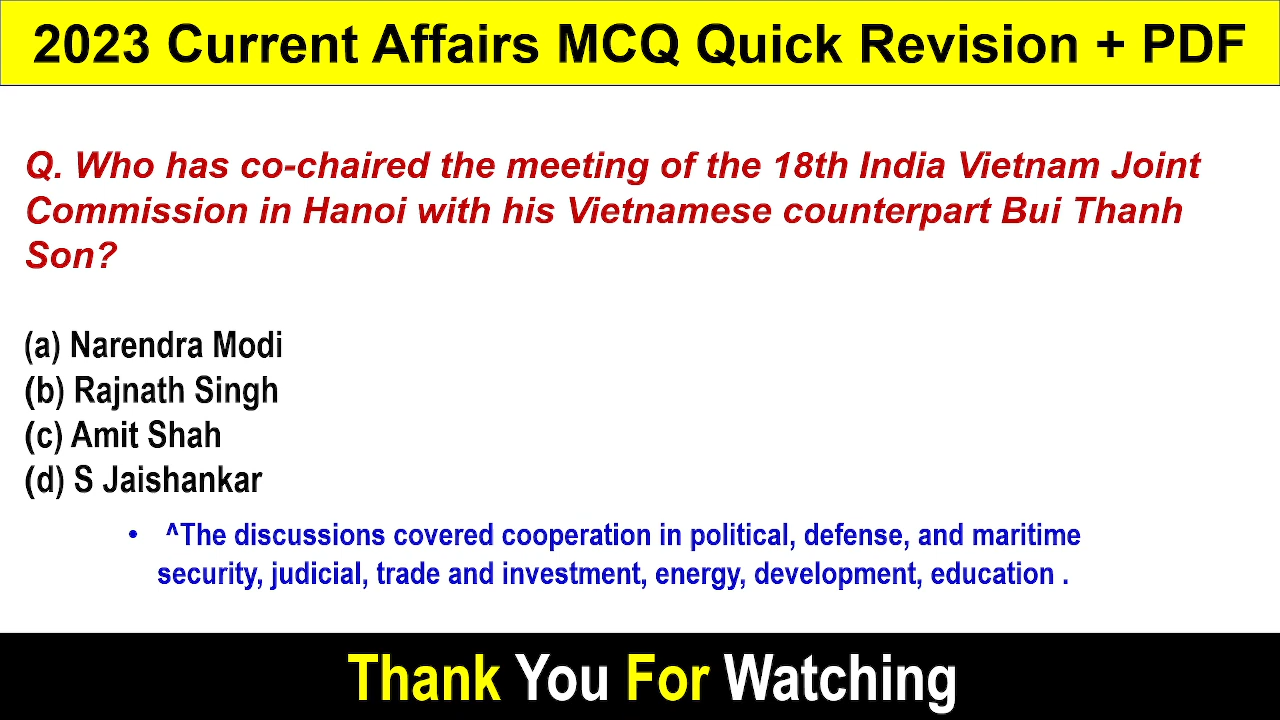 2023 Current Affairs MCQ Quick Revision + PDF
Q. Who has co-chaired the meeting of the 18th India Vietnam Joint
Commission in Hanoi with his Vietnamese counterpart Bui Thanh
Son?
(a) Narendra Modi
(b) Rajnath Singh
(c) Amit Shah
(d) S Jaishankar
• ^The discussions covered cooperation in political, defense, and maritime
security, judicial, trade and investment, energy, development, education .
Thank You For Watching